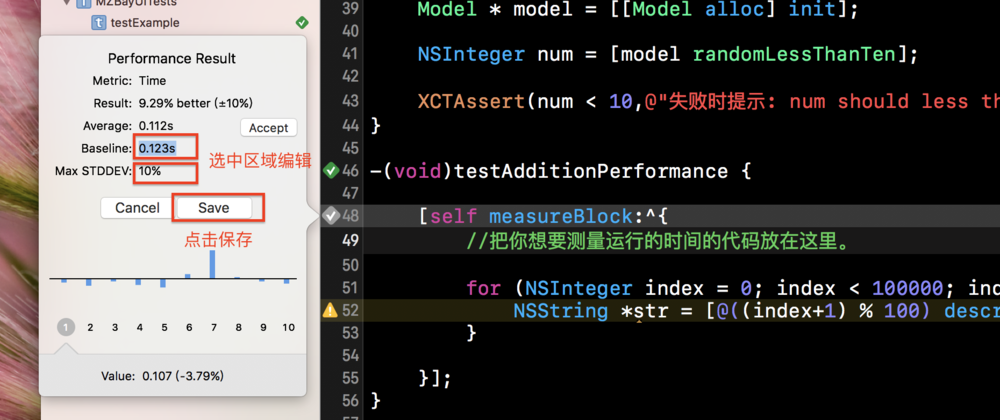 MZBayUITests
t testExample
Performance Result
Metric: Time
Result: 9.29% better (±10%)
Average: 0.112s
Accept
Baseline: 0.123s
选中区域编辑
Max STDDEV: 10%
Cancel Save
点击保存
1 2 3 4 5 6 7 8 9 10
Value: 0.107 (-3.79%)
39 Model * model = [[Model alloc] init];
40
41 NSInteger num = [model randomLessThanTen];
42
43 XCTAssert(num < 10,@"失败时提示: num should less th
44 }
45
46 -(void)testAdditionPerformance {
47
48 [self measureBlock:^{
49 //把你想要测量运行的时间的代码放在这里。
50
51 for (NSInteger index = 0; index < 100000; ind
52 NSString *str = [@((index+1) % 100) descr
53 }
54
55 }];
56 }
57